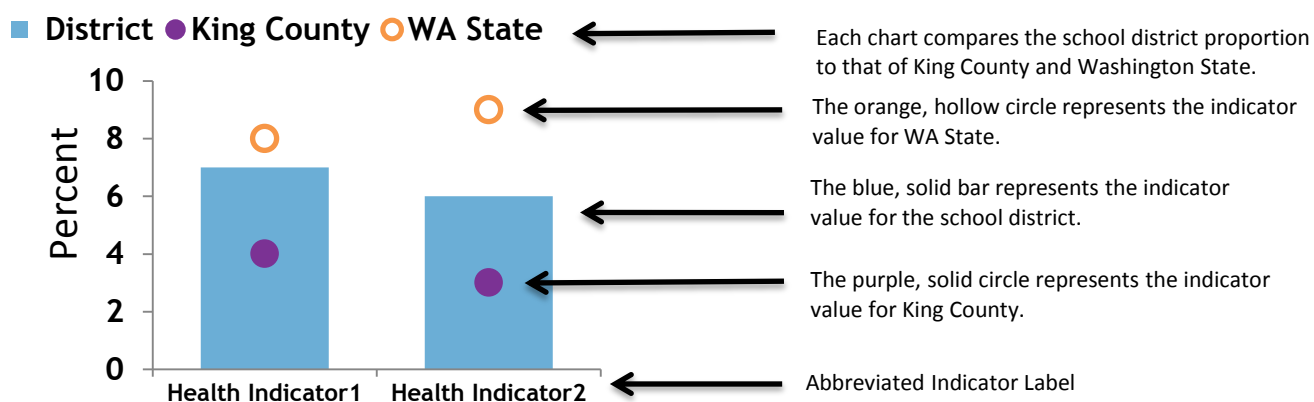 District King County WA State
Each chart compares the school district proportion
to that of King County and Washington State.
10
The orange, hollow circle represents the indicator
value for WA State.
8
Percent
The blue, solid bar represents the indicator
value for the school district.
6
4
The purple, solid circle represents the indicator
value for King County.
2
0
Health Indicator1 Health Indicator2
Abbreviated Indicator Label